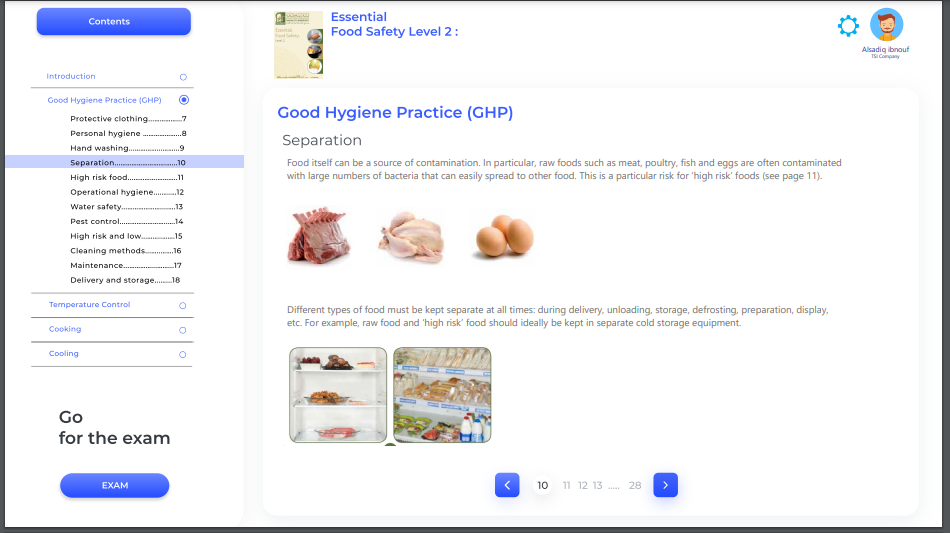 Contents
Introduction
Good Hygiene Practice (GHP)
Protective clothing..............7
Personal hygiene ................8
Hand washing.....................9
Separation..............................10
High risk food......................11
Operational hygiene...........12
Water safety.........................13
Pest control..........................14
High risk and low................15
Cleaning methods..............16
Maintenance.......................17
Delivery and storage.......18
Temperature Control
Cooking
Cooling
Go
for the exam
EXAM
Essential
Food Safety Level 2 :
Alsadiq ibnouf
TSI Company
Good Hygiene Practice (GHP)
Separation
Food itself can be a source of contamination. In particular, raw foods such as meat, poultry, fish and eggs are often contaminated
with large numbers of bacteria that can easily spread to other food. This is a particular risk for 'high risk' foods (see page 11).
Different types of food must be kept separate at all times: during delivery, unloading, storage, defrosting, preparation, display,
etc. For example, raw food and 'high risk' food should ideally be kept in separate cold storage equipment.
10 11 12 13 ..... 28